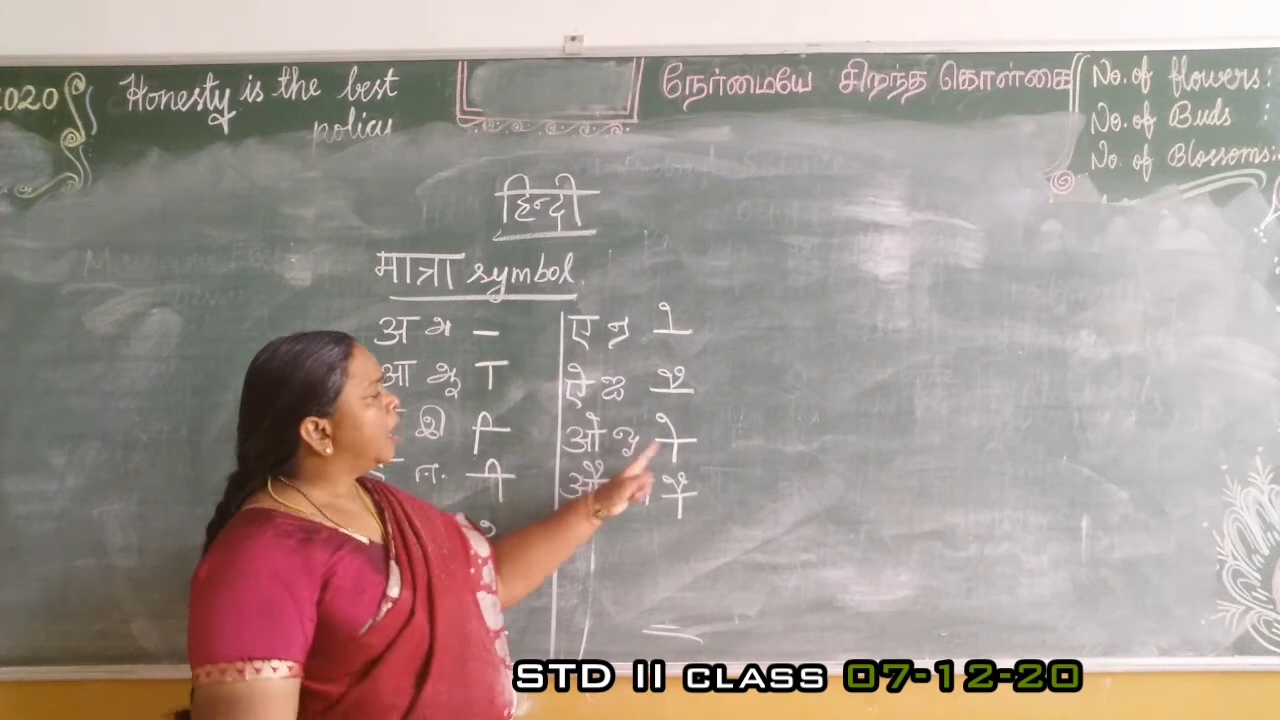 2020
Honesty is the best
policy
நேர்மையே சிறந்த கொள்கை
No. of flowers:
No. of Buds
No. of Blossoms:
हिन्दी
मात्रा symbol.
अ அ –
आ ஆ ा
இ ि
ஈ ी
ए ஏ े
ऐ ஐ ै
ओ ஓ ो
औ ौ
STD II CLASS 07-12-20